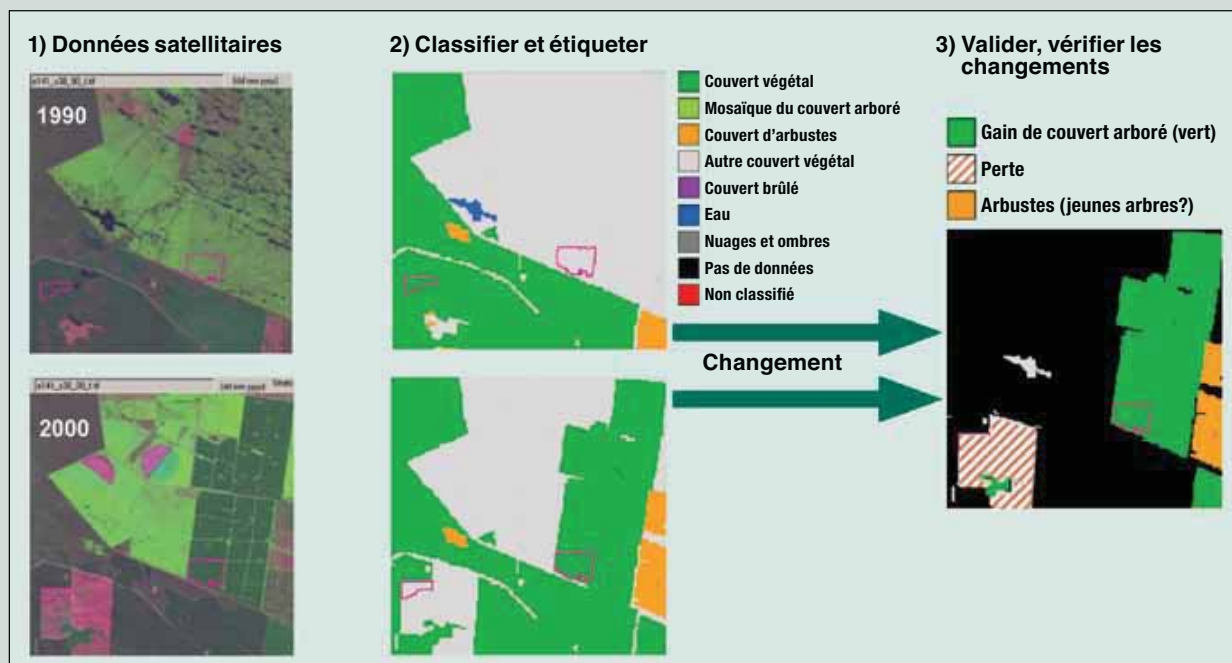 1) Données satellitaires
1990
2000
2) Classifier et étiqueter
Couvert végétal
Mosaïque du couvert arboré
Couvert d'arbustes
Autre couvert végétal
Couvert brûlé
Eau
Nuages et ombres
Pas de données
Non classifié
Changement
3) Valider, vérifier les
changements
Gain de couvert arboré (vert)
Perte
Arbustes (jeunes arbres?)